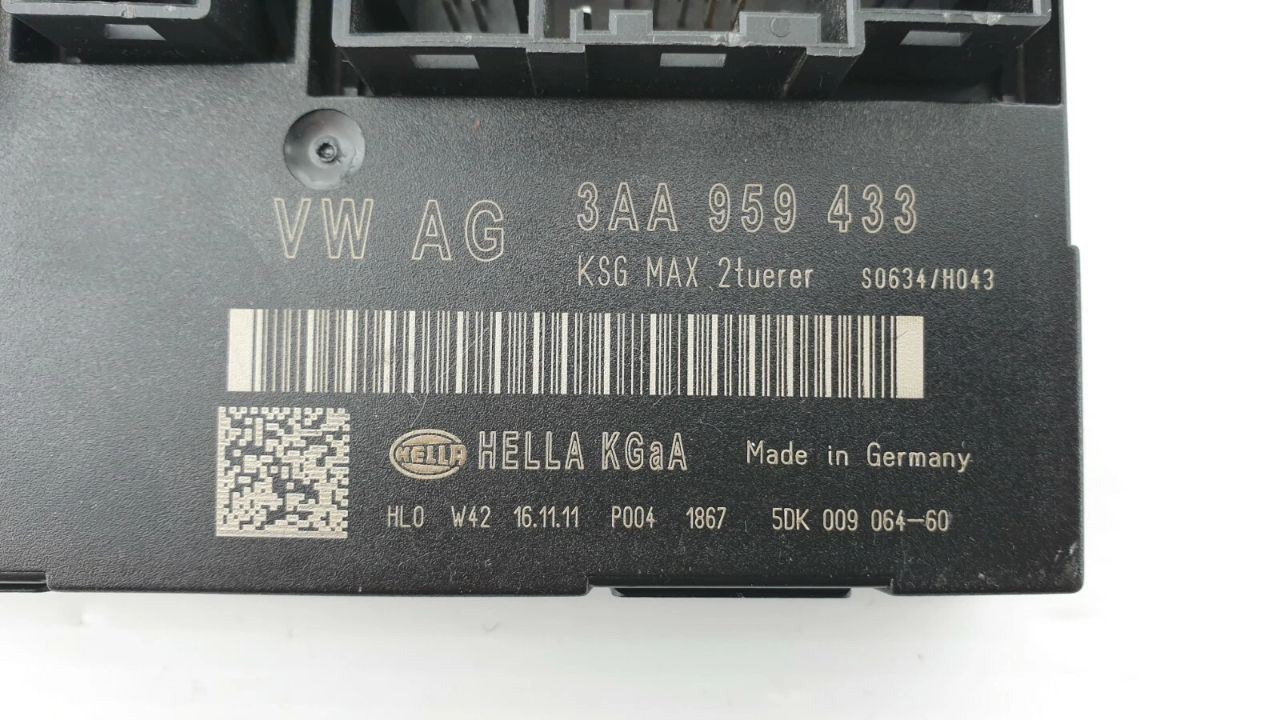 VW AG 3AA 959 433
KSG MAX 2tuerer S0634/H043
HELLA HELLA KGaA Made in Germany
HLO W42 16.11.11 P004 1867 5DK 009 064-60